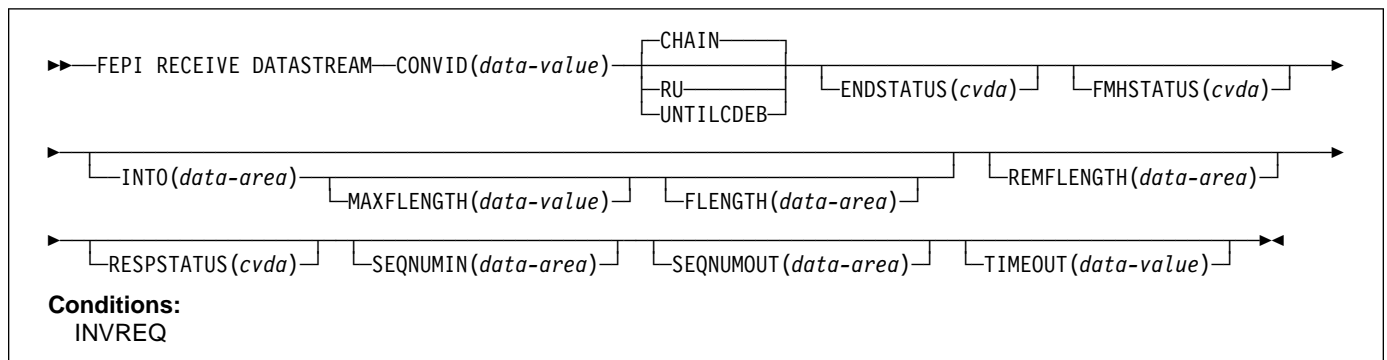 CHAIN
FEPI RECEIVE DATASTREAM CONVID(data-value)
RU ENDSTATUS(cvda) FMHSTATUS(cvda)
UNTILCDEB
INTO(data-area) REMFLENGTH(data-area)
MAXFLENGTH(data-value) FLENGTH(data-area)
RESPSTATUS(cvda) SEQNUMIN(data-area) SEQNUMOUT(data-area) TIMEOUT(data-value)
Conditions:
INVREQ